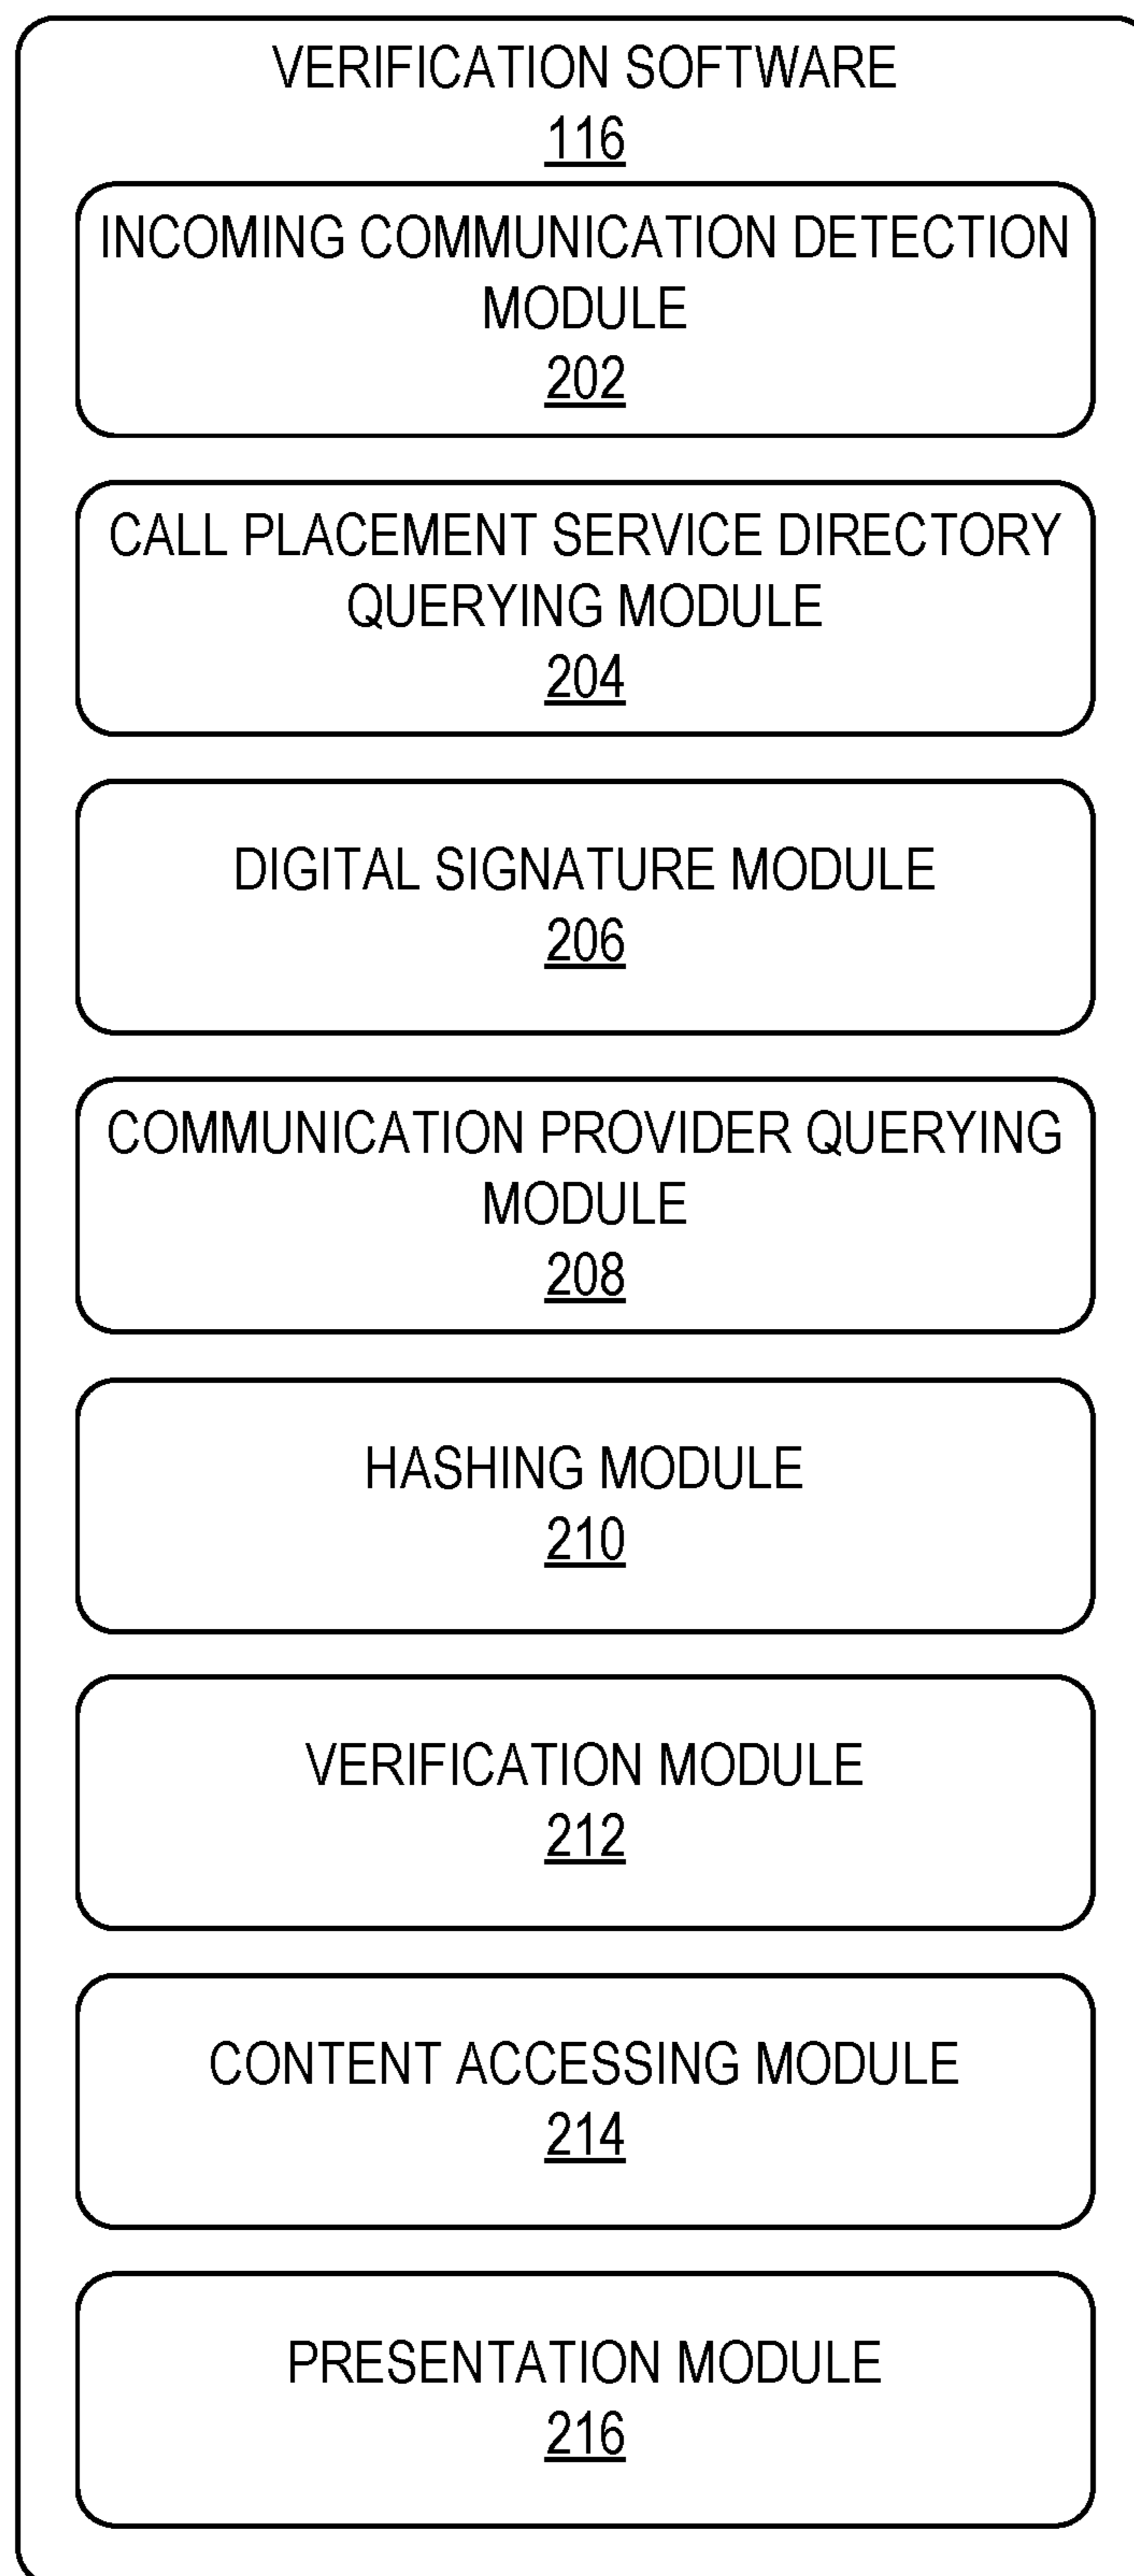 VERIFICATION SOFTWARE
116
INCOMING COMMUNICATION DETECTION
MODULE
202
CALL PLACEMENT SERVICE DIRECTORY
QUERYING MODULE
204
DIGITAL SIGNATURE MODULE
206
COMMUNICATION PROVIDER QUERYING
MODULE
208
HASHING MODULE
210
VERIFICATION MODULE
212
CONTENT ACCESSING MODULE
214
PRESENTATION MODULE
216